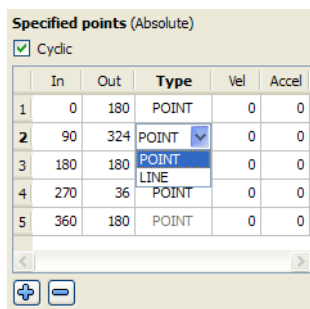 Specified points (Absolute)
Cyclic
In Out Type Vel Accel
1 0 180 POINT 0 0
2 90 324 POINT 0 0
3 180 180 POINT 0 0
LINE
4 270 36 POINT 0 0
5 360 180 POINT 0 0